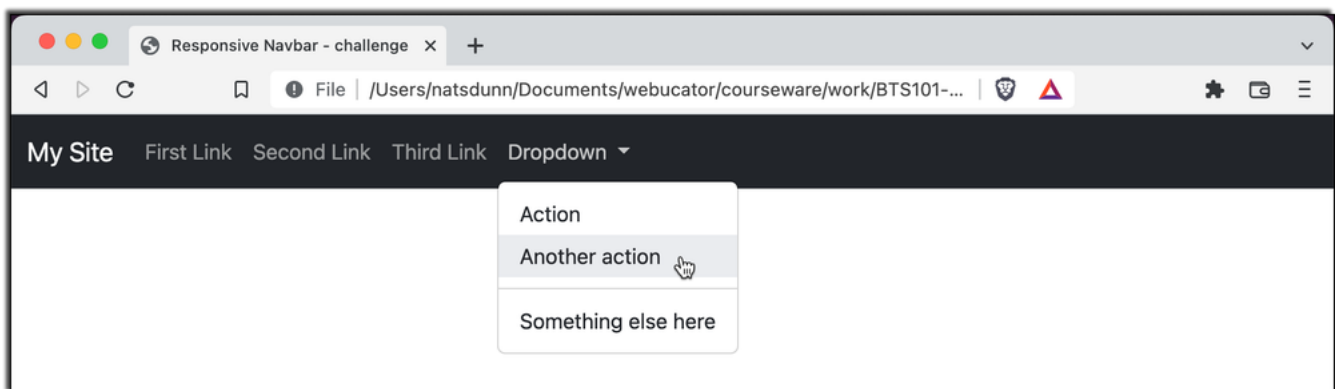 Responsive Navbar - challenge
File /Users/natsdunn/Documents/webucator/courseware/work/BTS101-...
My Site First Link Second Link Third Link Dropdown
Action
Another action
Something else here